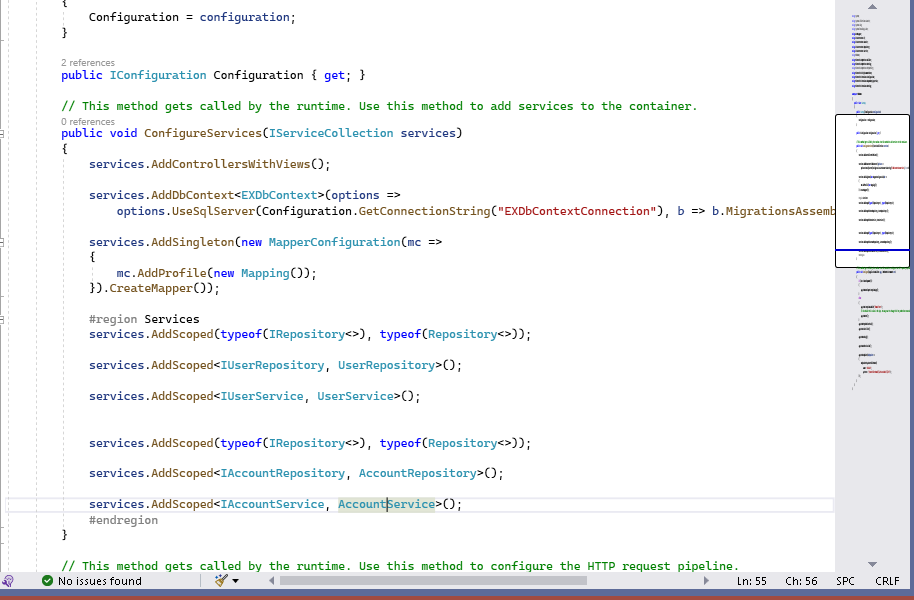 {
Configuration = configuration;
}
2 references
public IConfiguration Configuration { get; }
// This method gets called by the runtime. Use this method to add services to the container.
0 references
public void ConfigureServices(IServiceCollection services)
{
services.AddControllersWithViews();
services.AddDbContext<EXDbContext>(options =>
options.UseSqlServer(Configuration.GetConnectionString("EXDbContextConnection"), b => b.MigrationsAssemb
services.AddSingleton(new MapperConfiguration(mc =>
{
mc.AddProfile(new Mapping());
}).CreateMapper());
#region Services
services.AddScoped(typeof(IRepository<>), typeof(Repository<>));
services.AddScoped<IUserRepository, UserRepository>();
services.AddScoped<IUserService, UserService>();
services.AddScoped(typeof(IRepository<>), typeof(Repository<>));
services.AddScoped<IAccountRepository, AccountRepository>();
services.AddScoped<IAccountService, AccountService>();
#endregion
}
// This method gets called by the runtime. Use this method to configure the HTTP request pipeline.
No issues found Ln: 55 Ch: 56 SPC CRLF